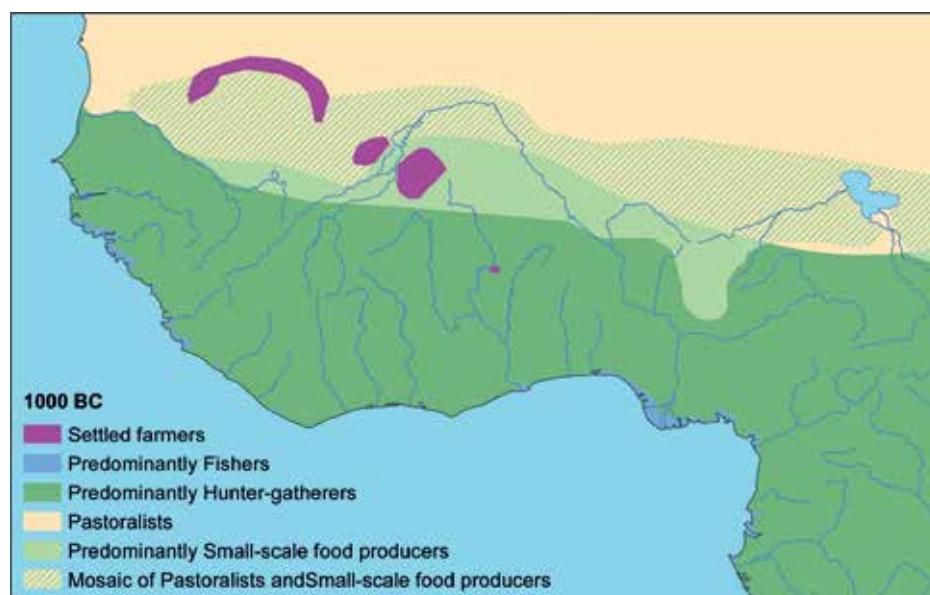 1000 BC
Settled farmers
Predominantly Fishers
Predominantly Hunter-gatherers
Pastoralists
Predominantly Small-scale food producers
Mosaic of Pastoralists andSmall-scale food producers